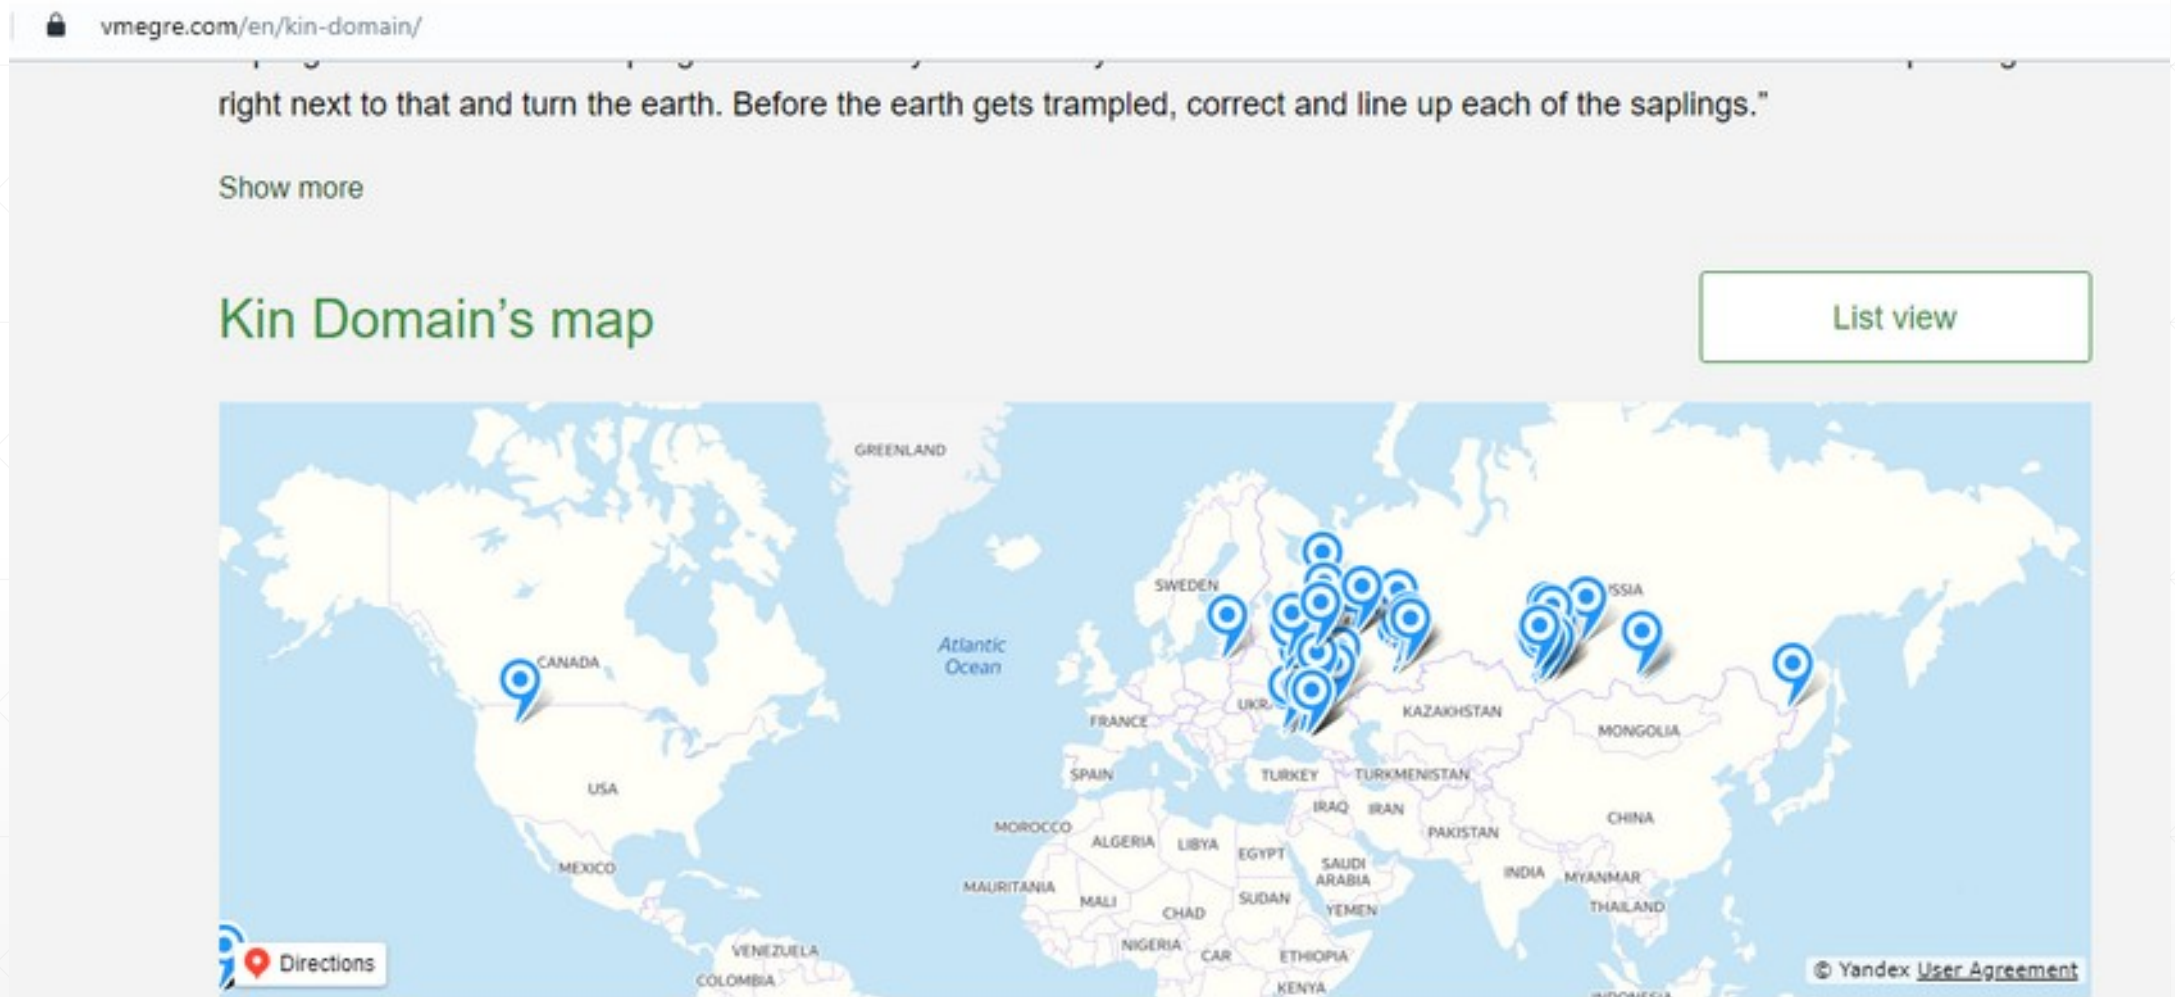 vmegre.com/en/kin-domain/
right next to that and turn the earth. Before the earth gets trampled, correct and line up each of the saplings.”
Show more
Kin Domain’s map
List view
GREENLAND
SWEDEN
SSIA
Atlantic
Ocean
CANADA
UKR
KAZAKHSTAN
FRANCE
MONGOLIA
SPAIN
TURKEY
TURKMENISTAN
USA
IRAQ
IRAN
CHINA
MOROCCO
PAKISTAN
ALGERIA
LIBYA
EGYPT
MEXICO
SAUDI
ARABIA
INDIA
MYANMAR
MAURITANIA
MALI
SUDAN
THAILAND
CHAD
YEMEN
NIGERIA
VENEZUELA
CAR
ETHIOPIA
Directions
© Yandex User Agreement
COLOMBIA
KENYA